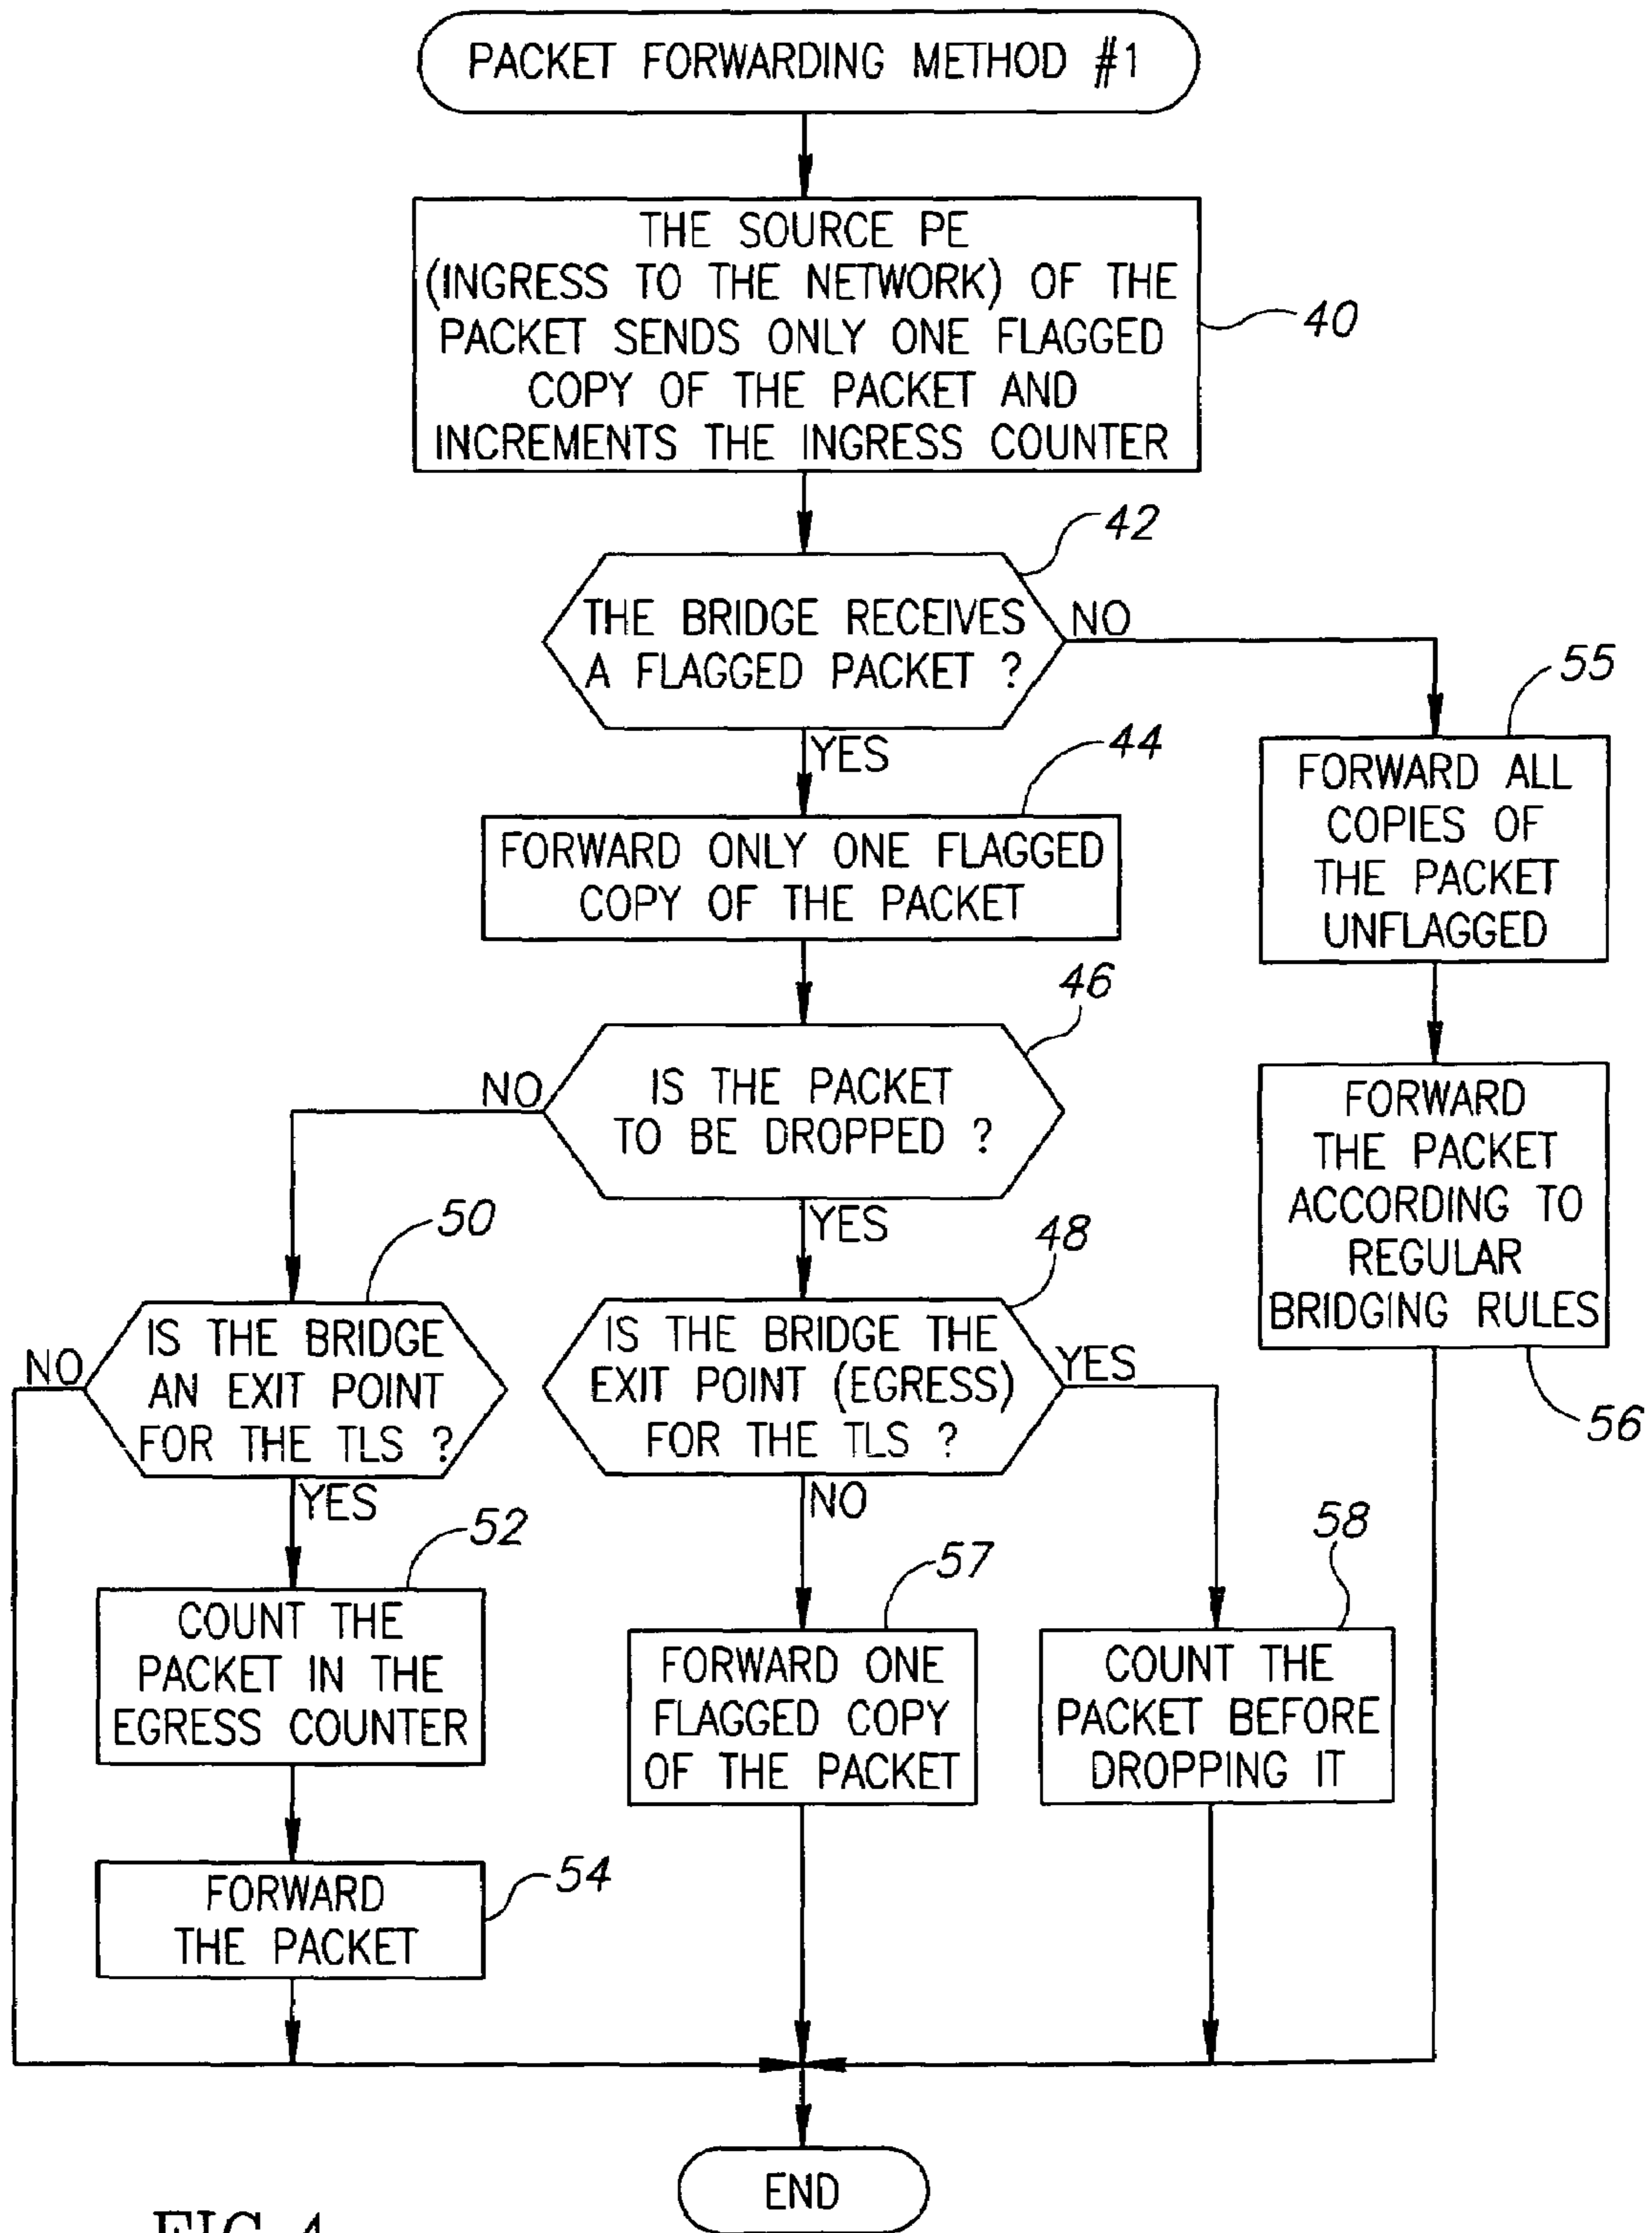 PACKET FORWARDING METHOD #1
THE SOURCE PE
(INGRESS TO THE NETWORK) OF THE
PACKET SENDS ONLY ONE FLAGGED
COPY OF THE PACKET AND
INCREMENTS THE INGRESS COUNTER
40
42
THE BRIDGE RECEIVES
A FLAGGED PACKET ?
NO
YES
55
FORWARD ALL
COPIES OF
THE PACKET
UNFLAGGED
44
FORWARD ONLY ONE FLAGGED
COPY OF THE PACKET
46
IS THE PACKET
TO BE DROPPED ?
NO
YES
FORWARD
THE PACKET
ACCORDING TO
REGULAR
BRIDGING RULES
56
50
IS THE BRIDGE
AN EXIT POINT
FOR THE TLS ?
NO
YES
48
IS THE BRIDGE THE
EXIT POINT (EGRESS)
FOR THE TLS ?
YES
NO
52
COUNT THE
PACKET IN THE
EGRESS COUNTER
57
FORWARD ONE
FLAGGED COPY
OF THE PACKET
58
COUNT THE
PACKET BEFORE
DROPPING IT
54
FORWARD
THE PACKET
END
FIG. 4